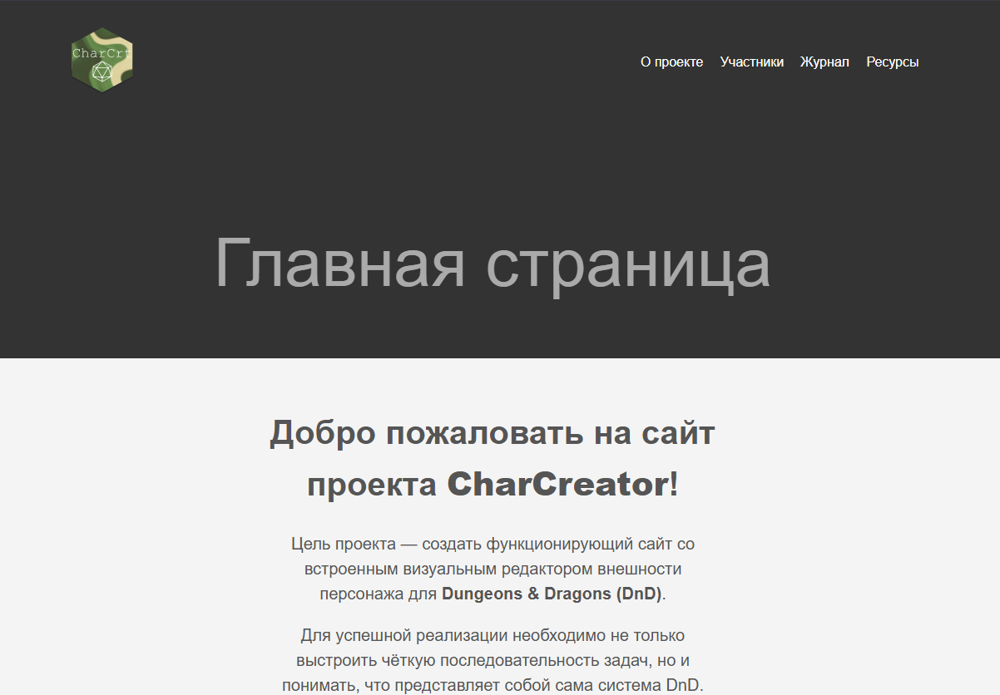 CharCrt
О проекте Участники Журнал Ресурсы
Главная страница
Добро пожаловать на сайт
проекта CharCreator!
Цель проекта — создать функционирующий сайт со
встроенным визуальным редактором внешности
персонажа для Dungeons & Dragons (DnD).
Для успешной реализации необходимо не только
выстроить чёткую последовательность задач, но и
понимать, что представляет собой сама система DnD.